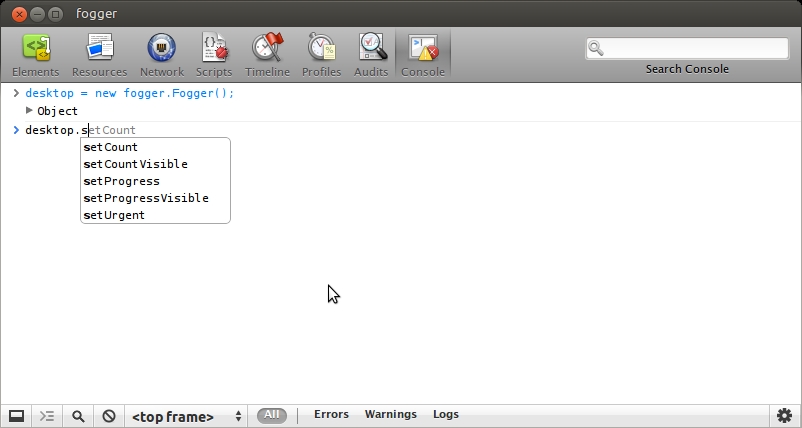 fogger
Elements Resources Network Scripts Timeline Profiles Audits Console
Search Console
> desktop = new fogger.Fogger();
▶ Object
> desktop.setCount
setCount
setCountVisible
setProgress
setProgressVisible
setUrgent
<top frame> All Errors Warnings Logs